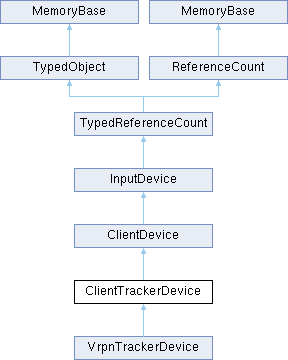 MemoryBase MemoryBase
TypedObject ReferenceCount
TypedReferenceCount
InputDevice
ClientDevice
ClientTrackerDevice
VrpnTrackerDevice